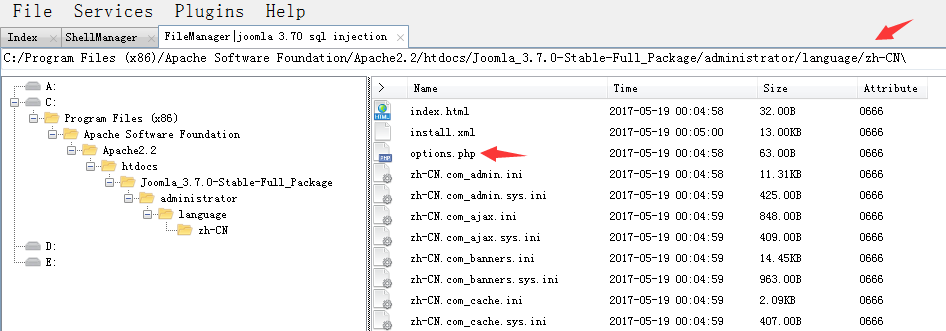 File Services Plugins Help
Index ShellManager FileManager|joomla 3.70 sql injection
C:/Program Files (x86)/Apache Software Foundation/Apache2.2/htdocs/Joomla_3.7.0-Stable-Full_Package/administrator/language/zh-CN\
A:
C:
Program Files (x86)
Apache Software Foundation
Apache2.2
htdocs
Joomla_3.7.0-Stable-Full_Package
administrator
language
zh-CN
D:
E:
> Name Time Size Attribute
index.html 2017-05-19 00:04:58 32.00B 0666
install.xml 2017-05-19 00:05:00 13.00KB 0666
options.php 2017-05-19 00:04:58 63.00B 0666
zh-CN.com_admin.ini 2017-05-19 00:04:58 11.31KB 0666
zh-CN.com_admin.sys.ini 2017-05-19 00:04:58 425.00B 0666
zh-CN.com_ajax.ini 2017-05-19 00:04:59 848.00B 0666
zh-CN.com_ajax.sys.ini 2017-05-19 00:04:59 409.00B 0666
zh-CN.com_banners.ini 2017-05-19 00:04:59 14.45KB 0666
zh-CN.com_banners.sys.ini 2017-05-19 00:04:59 963.00B 0666
zh-CN.com_cache.ini 2017-05-19 00:04:59 2.09KB 0666
zh-CN.com_cache.sys.ini 2017-05-19 00:04:59 407.00B 0666